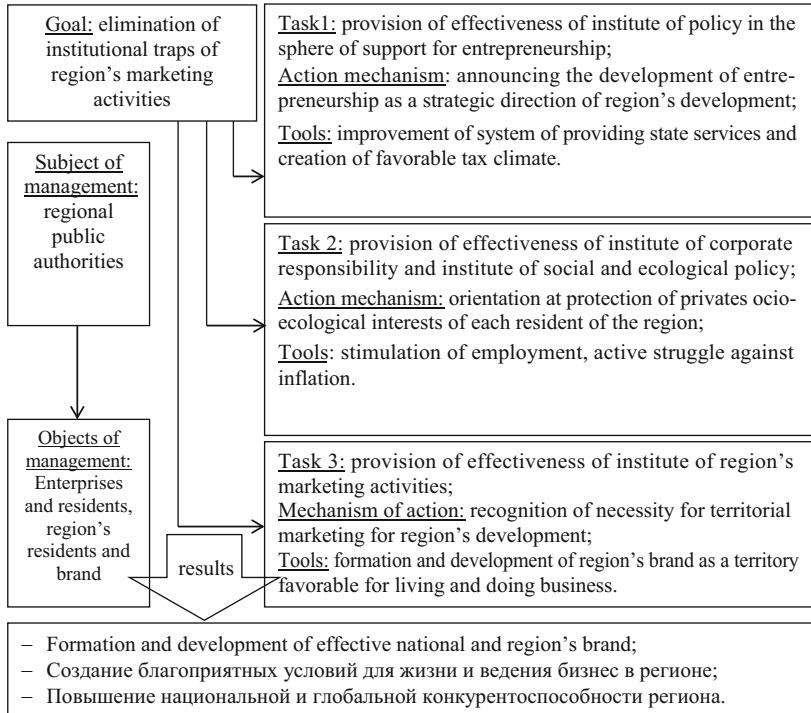 Goal: elimination of
institutional traps of
region's marketing
activities
Task1: provision of effectiveness of institute of policy in the
sphere of support for entrepreneurship;
Action mechanism: announcing the development of entre-
preneurship as a strategic direction of region's development;
Tools: improvement of system of providing state services and
creation of favorable tax climate.
Subject of
management:
regional
public
authorities
Task 2: provision of effectiveness of institute of corporate
responsibility and institute of social and ecological policy;
Action mechanism: orientation at protection of privates ocio-
ecological interests of each resident of the region;
Tools: stimulation of employment, active struggle against
inflation.
Objects of
management:
Enterprises
and residents,
region's
residents and
brand
Task 3: provision of effectiveness of institute of region's
marketing activities;
Mechanism of action: recognition of necessity for territorial
marketing for region's development;
Tools: formation and development of region's brand as a territory
favorable for living and doing business.
results
– Formation and development of effective national and region's brand;
– Создание благоприятных условий для жизни и ведения бизнес в регионе;
– Повышение национальной и глобальной конкурентоспособности региона.